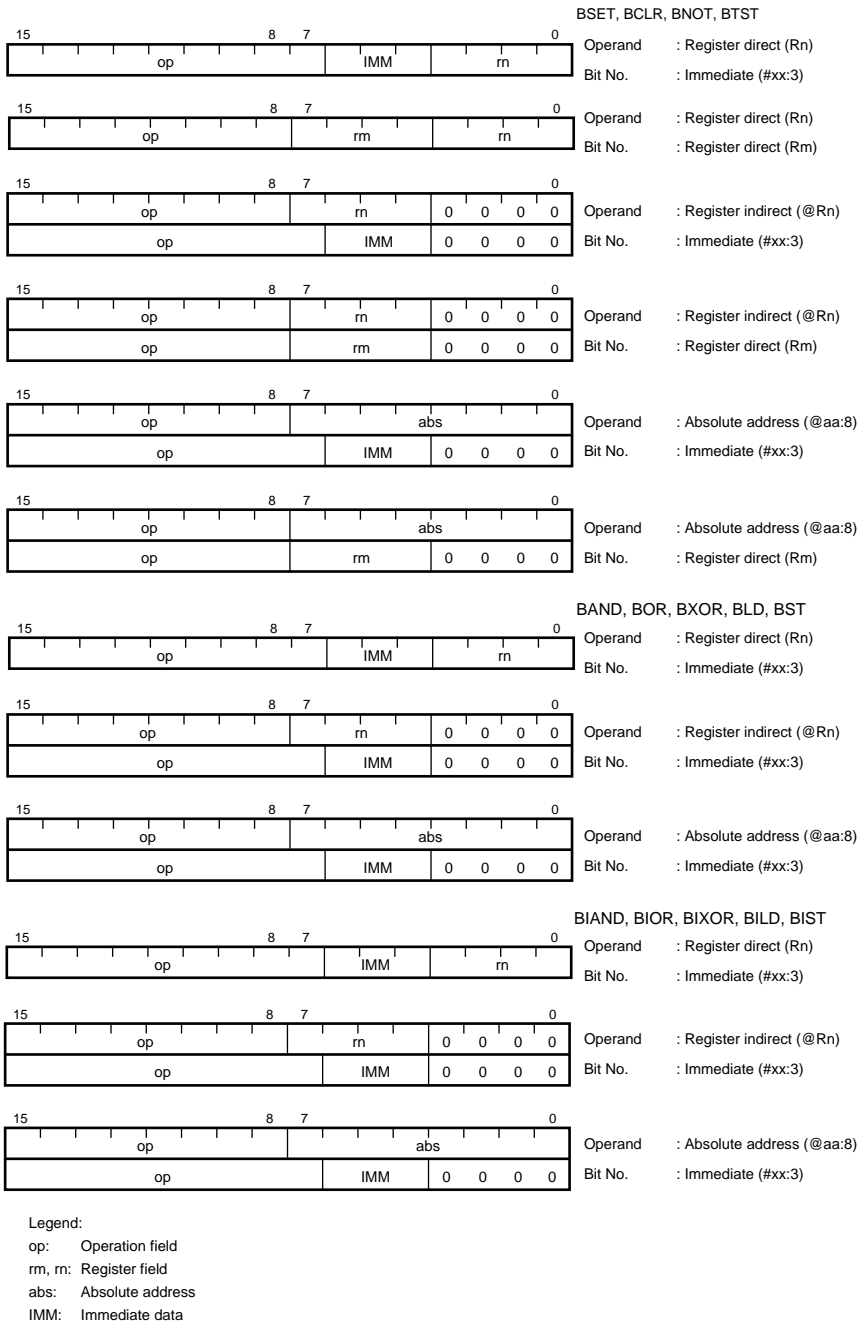 BSET, BCLR, BNOT, BTST
15 8 7 0
op IMM rn
Operand : Register direct (Rn)
Bit No. : Immediate (#xx:3)
15 8 7 0
op rm rn
Operand : Register direct (Rn)
Bit No. : Register direct (Rm)
15 8 7 0
op rn 0 0 0 0 Operand : Register indirect (@Rn)
op IMM 0 0 0 0 Bit No. : Immediate (#xx:3)
15 8 7 0
op rn 0 0 0 0 Operand : Register indirect (@Rn)
op rm 0 0 0 0 Bit No. : Register direct (Rm)
15 8 7 0
op abs Operand : Absolute address (@aa:8)
op IMM 0 0 0 0 Bit No. : Immediate (#xx:3)
15 8 7 0
op abs Operand : Absolute address (@aa:8)
op rm 0 0 0 0 Bit No. : Register direct (Rm)
BAND, BOR, BXOR, BLD, BST
15 8 7 0
op IMM rn
Operand : Register direct (Rn)
Bit No. : Immediate (#xx:3)
15 8 7 0
op rn 0 0 0 0 Operand : Register indirect (@Rn)
op IMM 0 0 0 0 Bit No. : Immediate (#xx:3)
15 8 7 0
op abs Operand : Absolute address (@aa:8)
op IMM 0 0 0 0 Bit No. : Immediate (#xx:3)
BIAND, BIOR, BIXOR, BILD, BIST
15 8 7 0
op IMM rn
Operand : Register direct (Rn)
Bit No. : Immediate (#xx:3)
15 8 7 0
op rn 0 0 0 0 Operand : Register indirect (@Rn)
op IMM 0 0 0 0 Bit No. : Immediate (#xx:3)
15 8 7 0
op abs Operand : Absolute address (@aa:8)
op IMM 0 0 0 0 Bit No. : Immediate (#xx:3)
Legend:
op: Operation field
rm, rn: Register field
abs: Absolute address
IMM: Immediate data